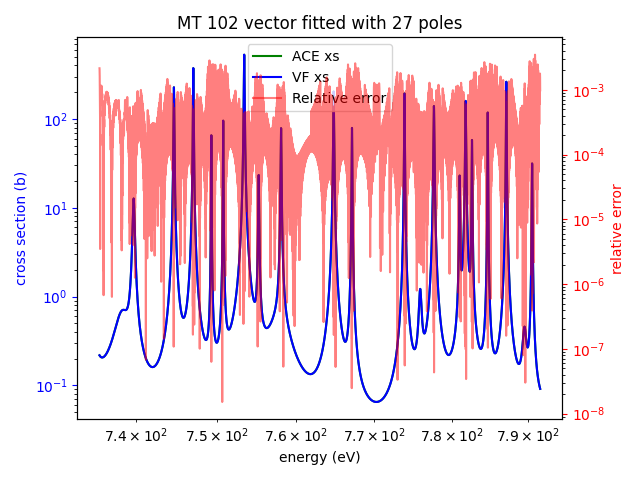 MT 102 vector fitted with 27 poles
ACE xs
VF xs
Relative error
cross section (b)
10²
10¹
10⁰
10⁻¹
10⁻³
10⁻⁴
10⁻⁵
10⁻⁶
10⁻⁷
10⁻⁸
relative error
7.4 × 10² 7.5 × 10² 7.6 × 10² 7.7 × 10² 7.8 × 10² 7.9 × 10²
energy (eV)